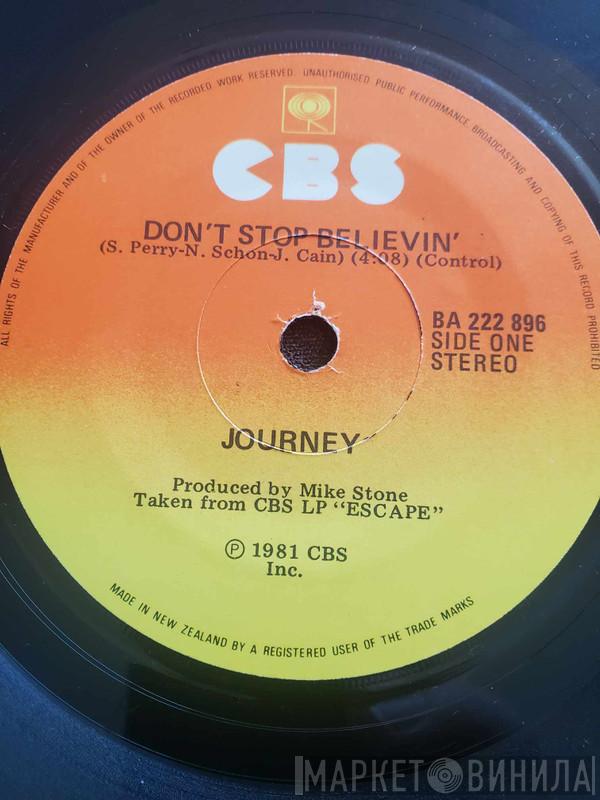 ALL RIGHTS OF THE MANUFACTURER AND OF THE OWNER OF THE RECORDED WORK RESERVED. UNAUTHORISED PUBLIC PERFORMANCE BROADCASTING AND COPYING OF THIS RECORD PROHIBITED
CBS
DON'T STOP BELIEVIN'
(S. Perry-N. Schon-J. Cain) (4:08) (Control)
BA 222 896
SIDE ONE
STEREO
JOURNEY
Produced by Mike Stone
Taken from CBS LP "ESCAPE"
Ⓟ 1981 CBS
Inc.
MADE IN NEW ZEALAND BY A REGISTERED USER OF THE TRADE MARKS
МАРКЕТ ВИНИЛА